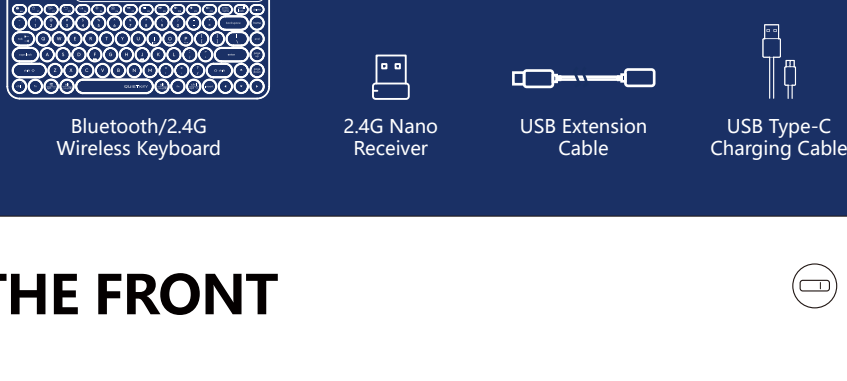 Bluetooth/2.4G
Wireless Keyboard
2.4G Nano
Receiver
USB Extension
Cable
USB Type-C
Charging Cable
THE FRONT